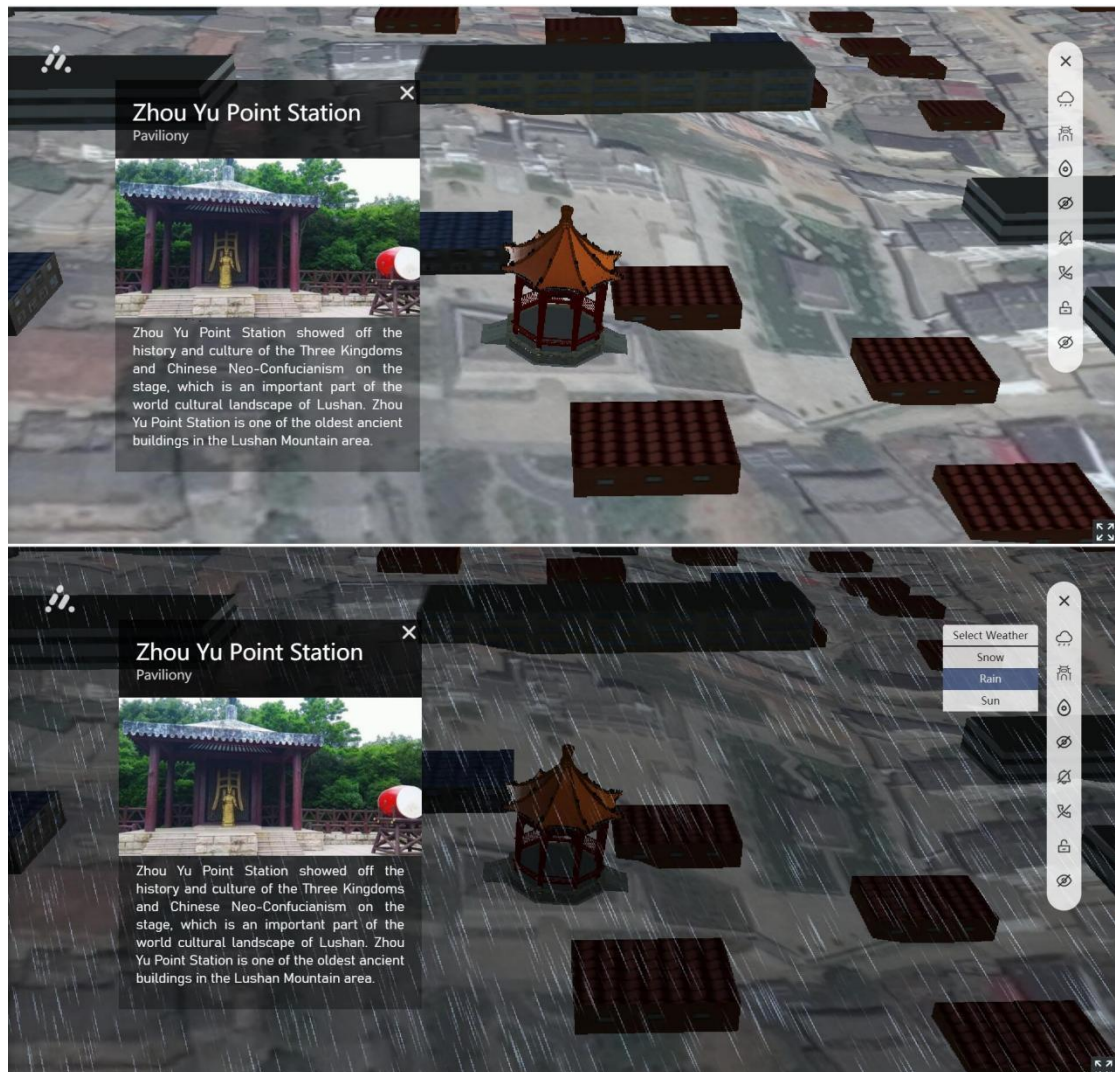 Zhou Yu Point Station
Paviliony
Zhou Yu Point Station showed off the
history and culture of the Three Kingdoms
and Chinese Neo-Confucianism on the
stage, which is an important part of the
world cultural landscape of Lushan. Zhou
Yu Point Station is one of the oldest ancient
buildings in the Lushan Mountain area.
Zhou Yu Point Station
Paviliony
Zhou Yu Point Station showed off the
history and culture of the Three Kingdoms
and Chinese Neo-Confucianism on the
stage, which is an important part of the
world cultural landscape of Lushan. Zhou
Yu Point Station is one of the oldest ancient
buildings in the Lushan Mountain area.
Select Weather
Snow
Rain
Sun